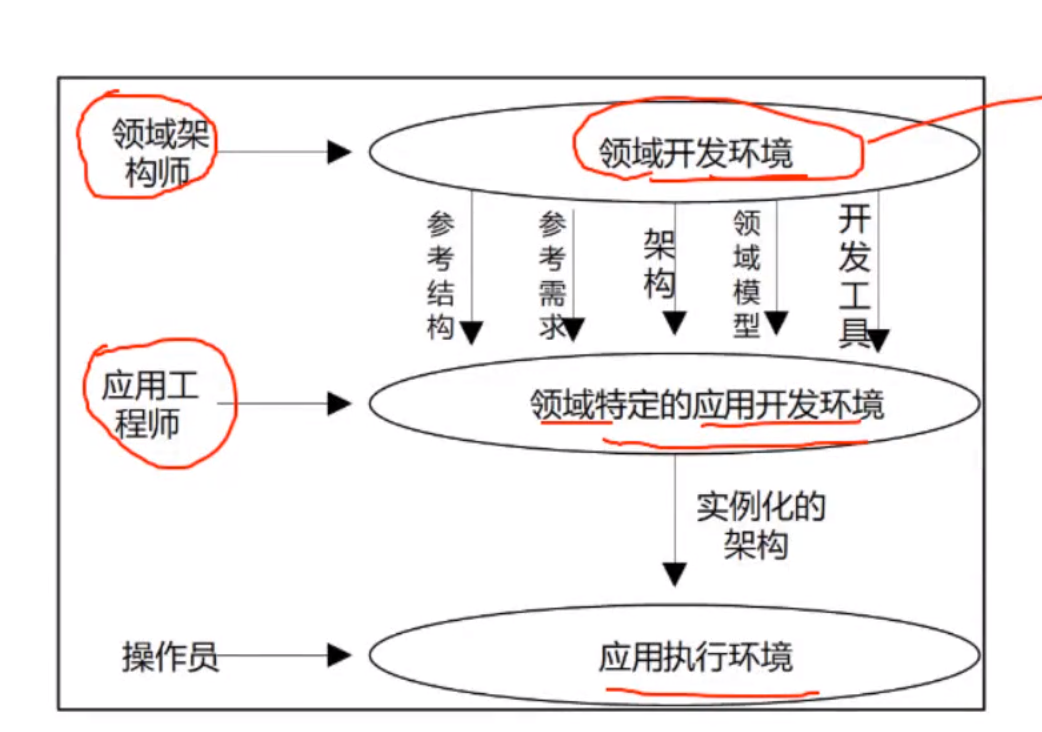 领域架
构师
领域开发环境
参考结构
参考需求
架构
领域模型
开发工具
应用工
程师
领域特定的应用开发环境
实例化的
架构
操作员
应用执行环境